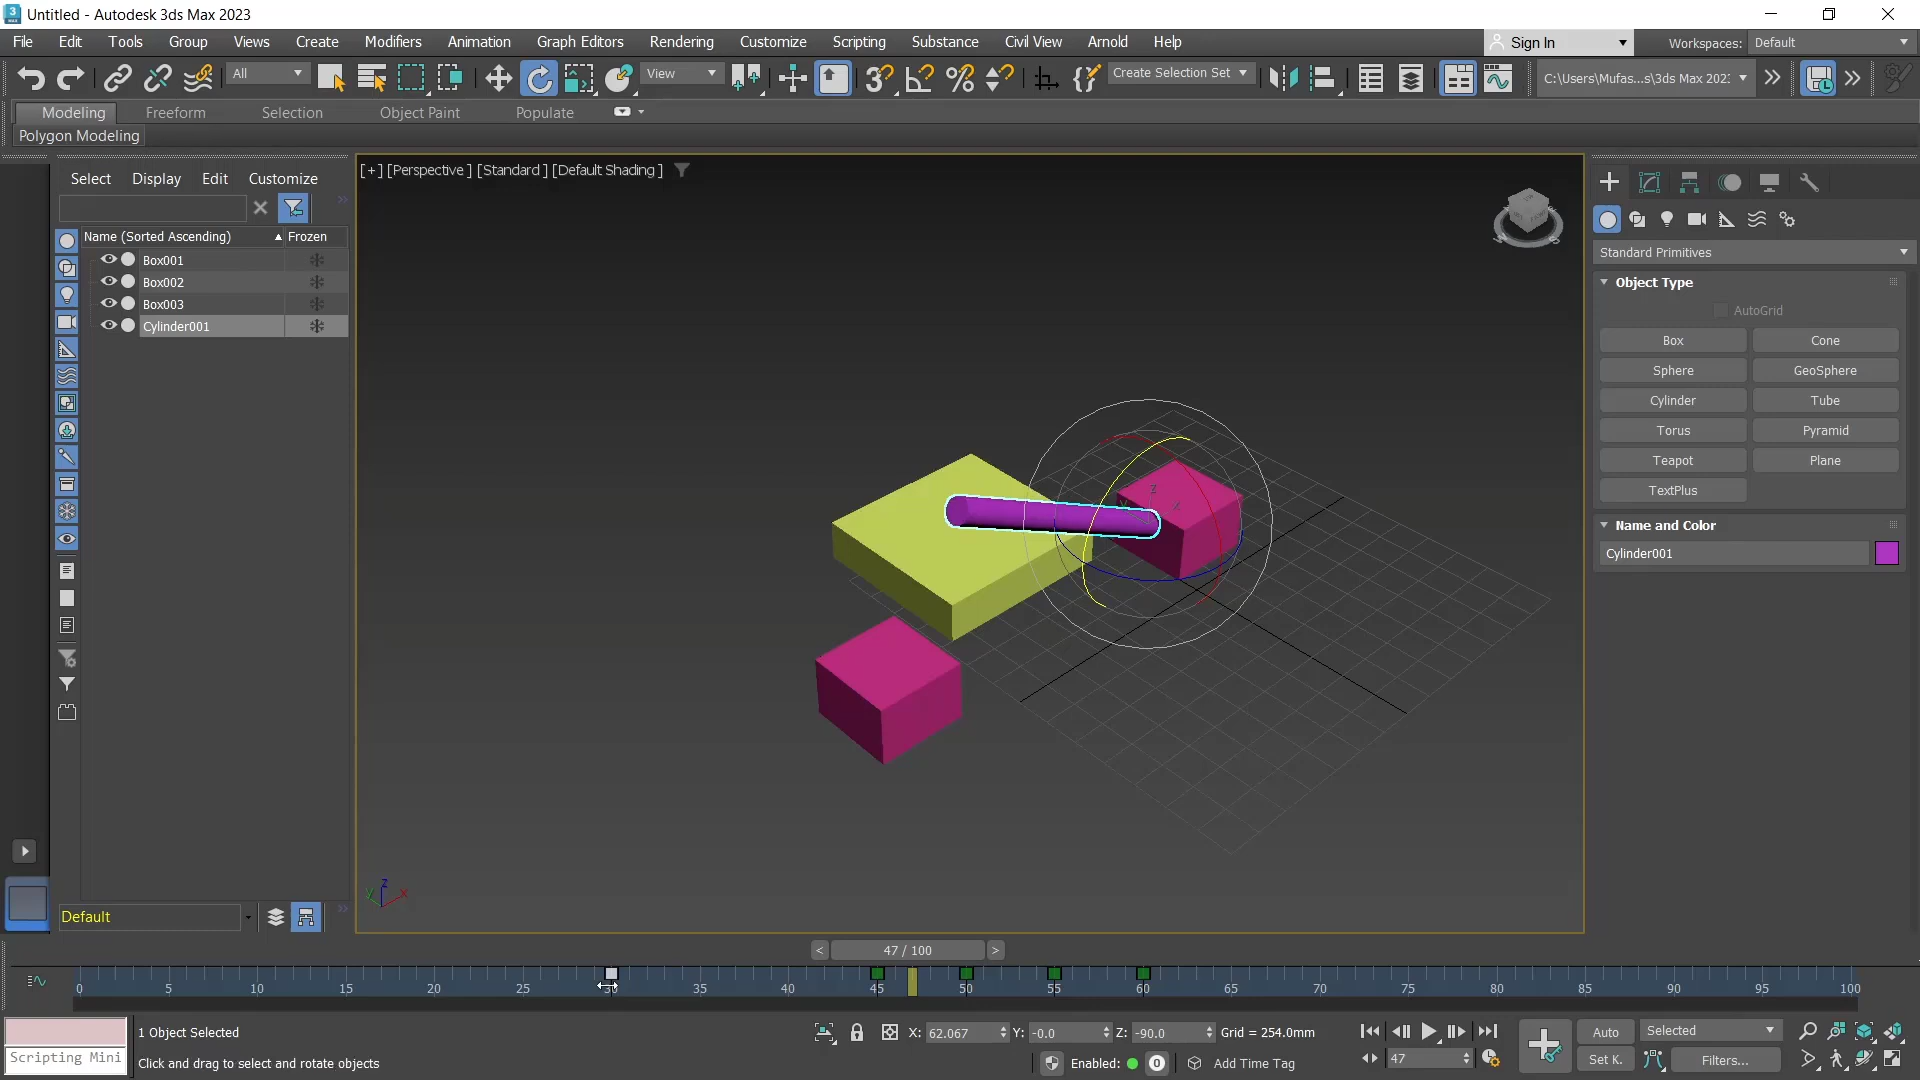 Untitled - Autodesk 3ds Max 2023
File Edit Tools Group Views Create Modifiers Animation Graph Editors Rendering Customize Scripting Substance Civil View Arnold Help
Sign In
Workspaces: Default
All
View
Create Selection Set
C:\Users\Mufas...s\3ds Max 202
Modeling Freeform Selection Object Paint Populate
Polygon Modeling
Select Display Edit Customize
Name (Sorted Ascending) Frozen
Box001
Box002
Box003
Cylinder001
[+] [Perspective ] [Standard ] [Default Shading ]
Standard Primitives
Object Type
AutoGrid
Box Cone
Sphere GeoSphere
Cylinder Tube
Torus Pyramid
Teapot Plane
TextPlus
Name and Color
Cylinder001
Default
< 47 / 100 >
0 5 10 15 20 25 30 35 40 45 50 55 60 65 70 75 80 85 90 95 100
1 Object Selected
X: 62.067 Y: -0.0 Z: -90.0 Grid = 254.0mm
Auto Selected
Scripting Mini
Click and drag to select and rotate objects
Enabled: 0 Add Time Tag
47
Set K. Filters...